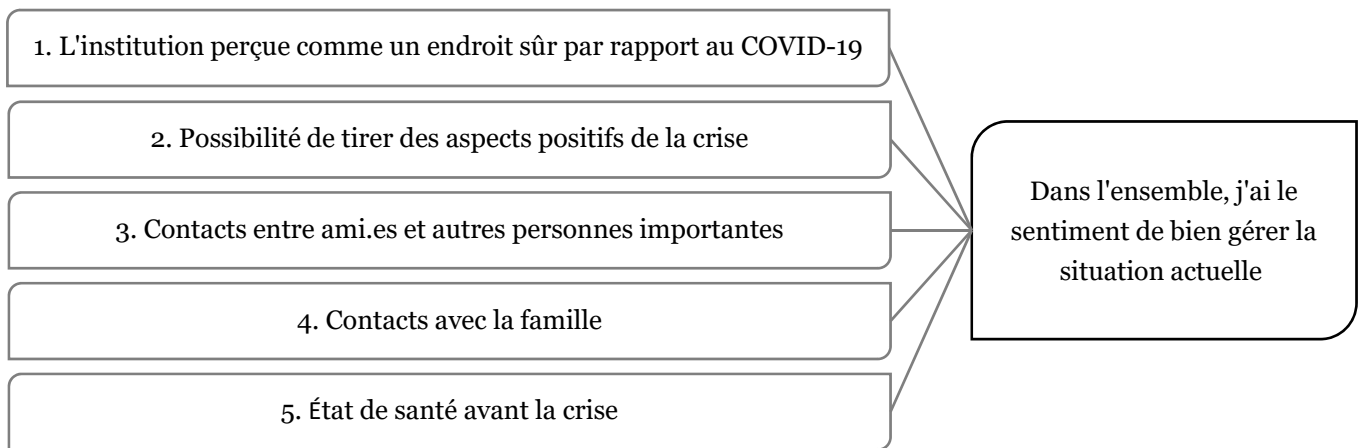 1. L'institution perçue comme un endroit sûr par rapport au COVID-19
2. Possibilité de tirer des aspects positifs de la crise
3. Contacts entre ami.es et autres personnes importantes
4. Contacts avec la famille
5. État de santé avant la crise
Dans l'ensemble, j'ai le
sentiment de bien gérer la
situation actuelle